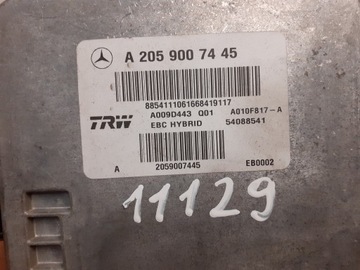 A 205 900 74 45
8854111061668419117
A009D443 Q01 A010F817-A
TRW EBC HYBRID 54088541
A 2059007445 EB0002
11129